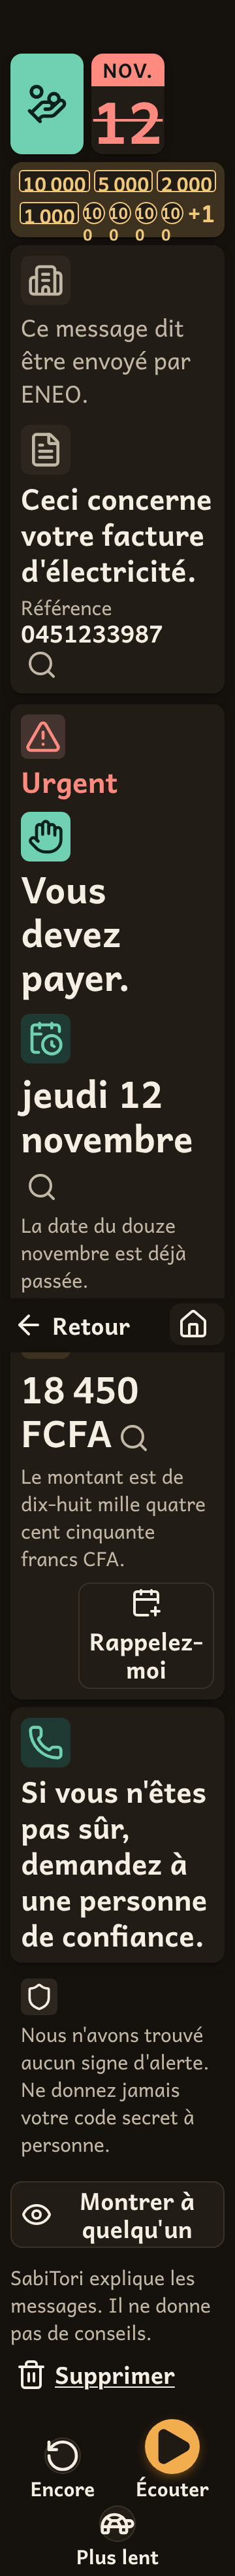 NOV.
12
10 000 5 000 2 000
1 000 100 100 100 100 +1
Ce message dit
être envoyé par
ENEO.
Ceci concerne
votre facture
d'électricité.
Référence
0451233987
Urgent
Vous
devez
payer.
jeudi 12
novembre
La date du douze
novembre est déjà
passée.
Retour
18 450
FCFA
Le montant est de
dix-huit mille quatre
cent cinquante
francs CFA.
Rappelez-
moi
Si vous n'êtes
pas sûr,
demandez à
une personne
de confiance.
Nous n'avons trouvé
aucun signe d'alerte.
Ne donnez jamais
votre code secret à
personne.
Montrer à
quelqu'un
SabiTori explique les
messages. Il ne donne
pas de conseils.
Supprimer
Encore Écouter
Plus lent